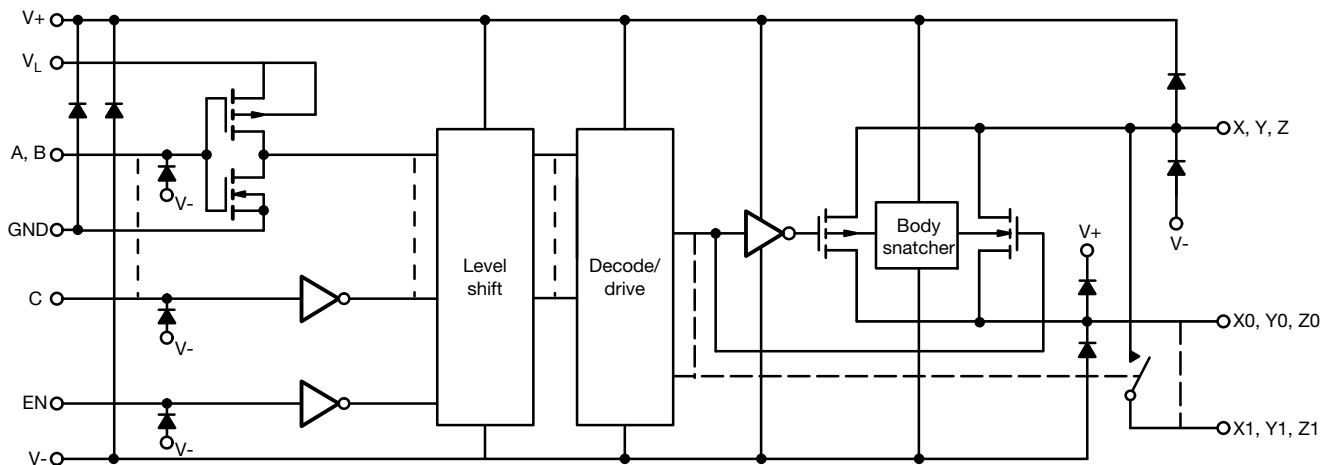 V+
VL
A, B
V-
GND
C
V-
EN
V-
V-
Level
shift
Decode/
drive
Body
snatcher
V+
X, Y, Z
V-
X0, Y0, Z0
X1, Y1, Z1